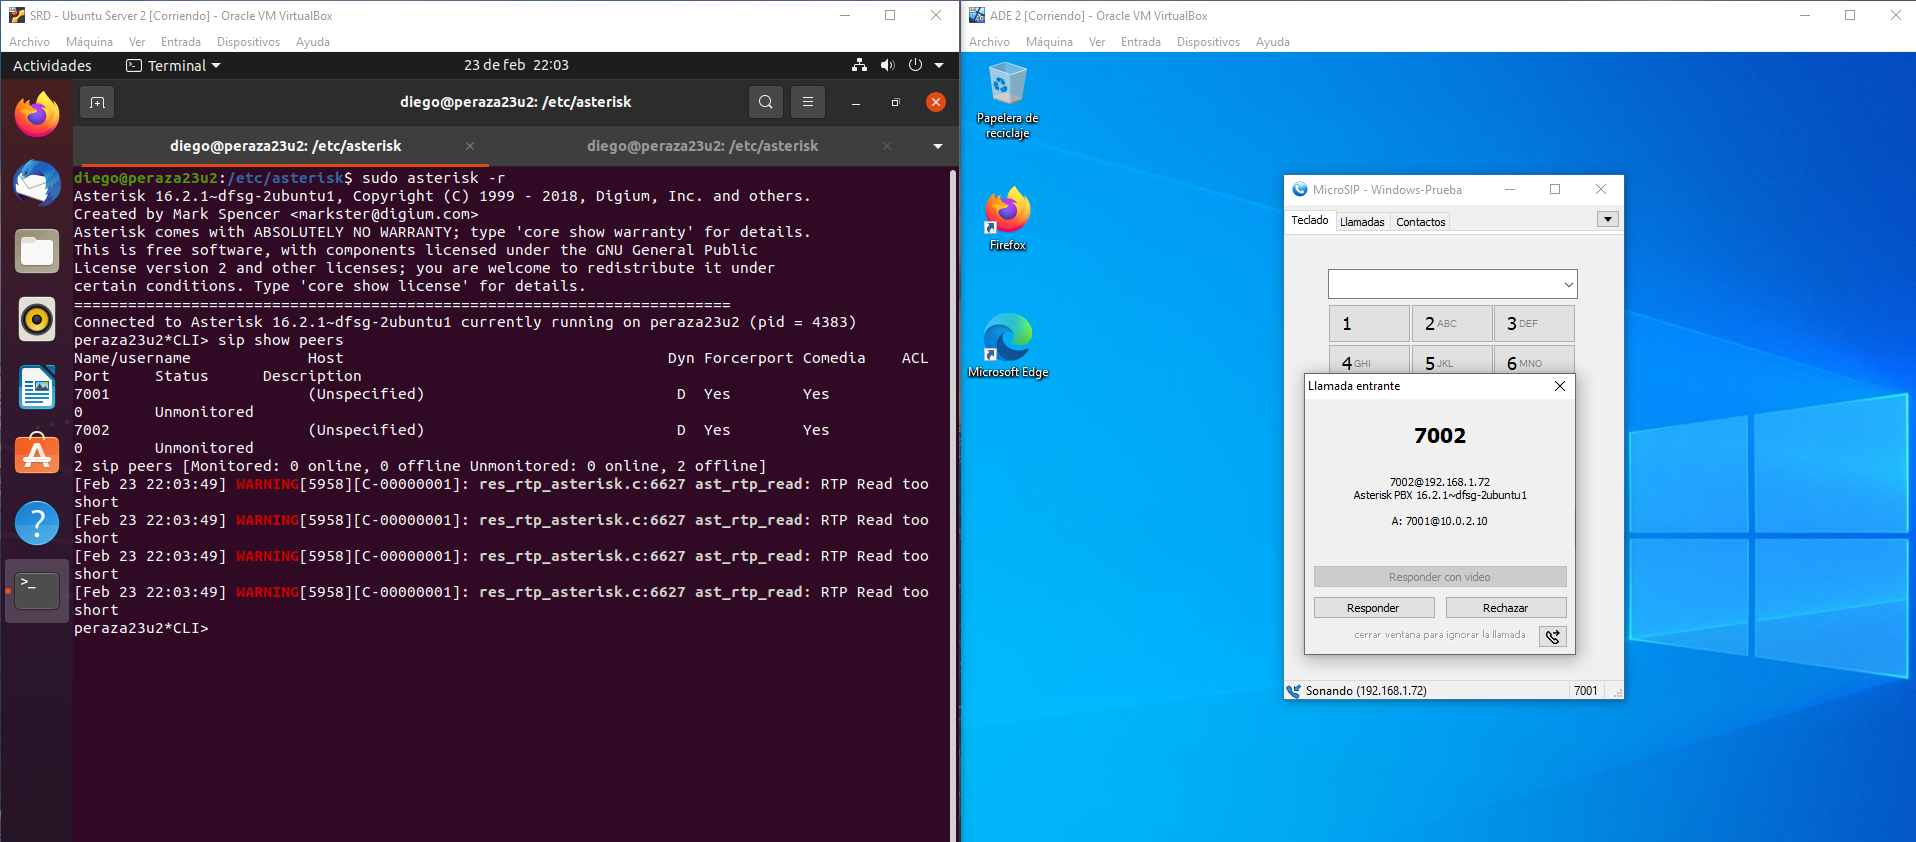 SRD - Ubuntu Server 2 [Corriendo] - Oracle VM VirtualBox
Archivo Máquina Ver Entrada Dispositivos Ayuda
Actividades Terminal 23 de feb 22:03
diego@peraza23u2: /etc/asterisk
diego@peraza23u2: /etc/asterisk diego@peraza23u2: /etc/asterisk
diego@peraza23u2:/etc/asterisk$ sudo asterisk -r
Asterisk 16.2.1~dfsg-2ubuntu1, Copyright (C) 1999 - 2018, Digium, Inc. and others.
Created by Mark Spencer <markster@digium.com>
Asterisk comes with ABSOLUTELY NO WARRANTY; type 'core show warranty' for details.
This is free software, with components licensed under the GNU General Public
License version 2 and other licenses; you are welcome to redistribute it under
certain conditions. Type 'core show license' for details.
=========================================================================
Connected to Asterisk 16.2.1~dfsg-2ubuntu1 currently running on peraza23u2 (pid = 4383)
peraza23u2*CLI> sip show peers
Name/username Host Dyn Forcerport Comedia ACL
Port Status Description
7001 (Unspecified) D Yes Yes
0 Unmonitored
7002 (Unspecified) D Yes Yes
0 Unmonitored
2 sip peers [Monitored: 0 online, 0 offline Unmonitored: 0 online, 2 offline]
[Feb 23 22:03:49] WARNING[5958][C-00000001]: res_rtp_asterisk.c:6627 ast_rtp_read: RTP Read too
short
[Feb 23 22:03:49] WARNING[5958][C-00000001]: res_rtp_asterisk.c:6627 ast_rtp_read: RTP Read too
short
[Feb 23 22:03:49] WARNING[5958][C-00000001]: res_rtp_asterisk.c:6627 ast_rtp_read: RTP Read too
short
[Feb 23 22:03:49] WARNING[5958][C-00000001]: res_rtp_asterisk.c:6627 ast_rtp_read: RTP Read too
short
peraza23u2*CLI>
ADE 2 [Corriendo] - Oracle VM VirtualBox
Archivo Máquina Ver Entrada Dispositivos Ayuda
Papelera de
reciclaje
Firefox
Microsoft Edge
MicroSIP - Windows-Prueba
Teclado Llamadas Contactos
1 2 ABC 3 DEF
4 GHI 5 JKL 6 MNO
Llamada entrante
7002
7002@192.168.1.72
Asterisk PBX 16.2.1~dfsg-2ubuntu1
A: 7001@10.0.2.10
Responder con video
Responder Rechazar
cerrar ventana para ignorar la llamada
Sonando (192.168.1.72) 7001